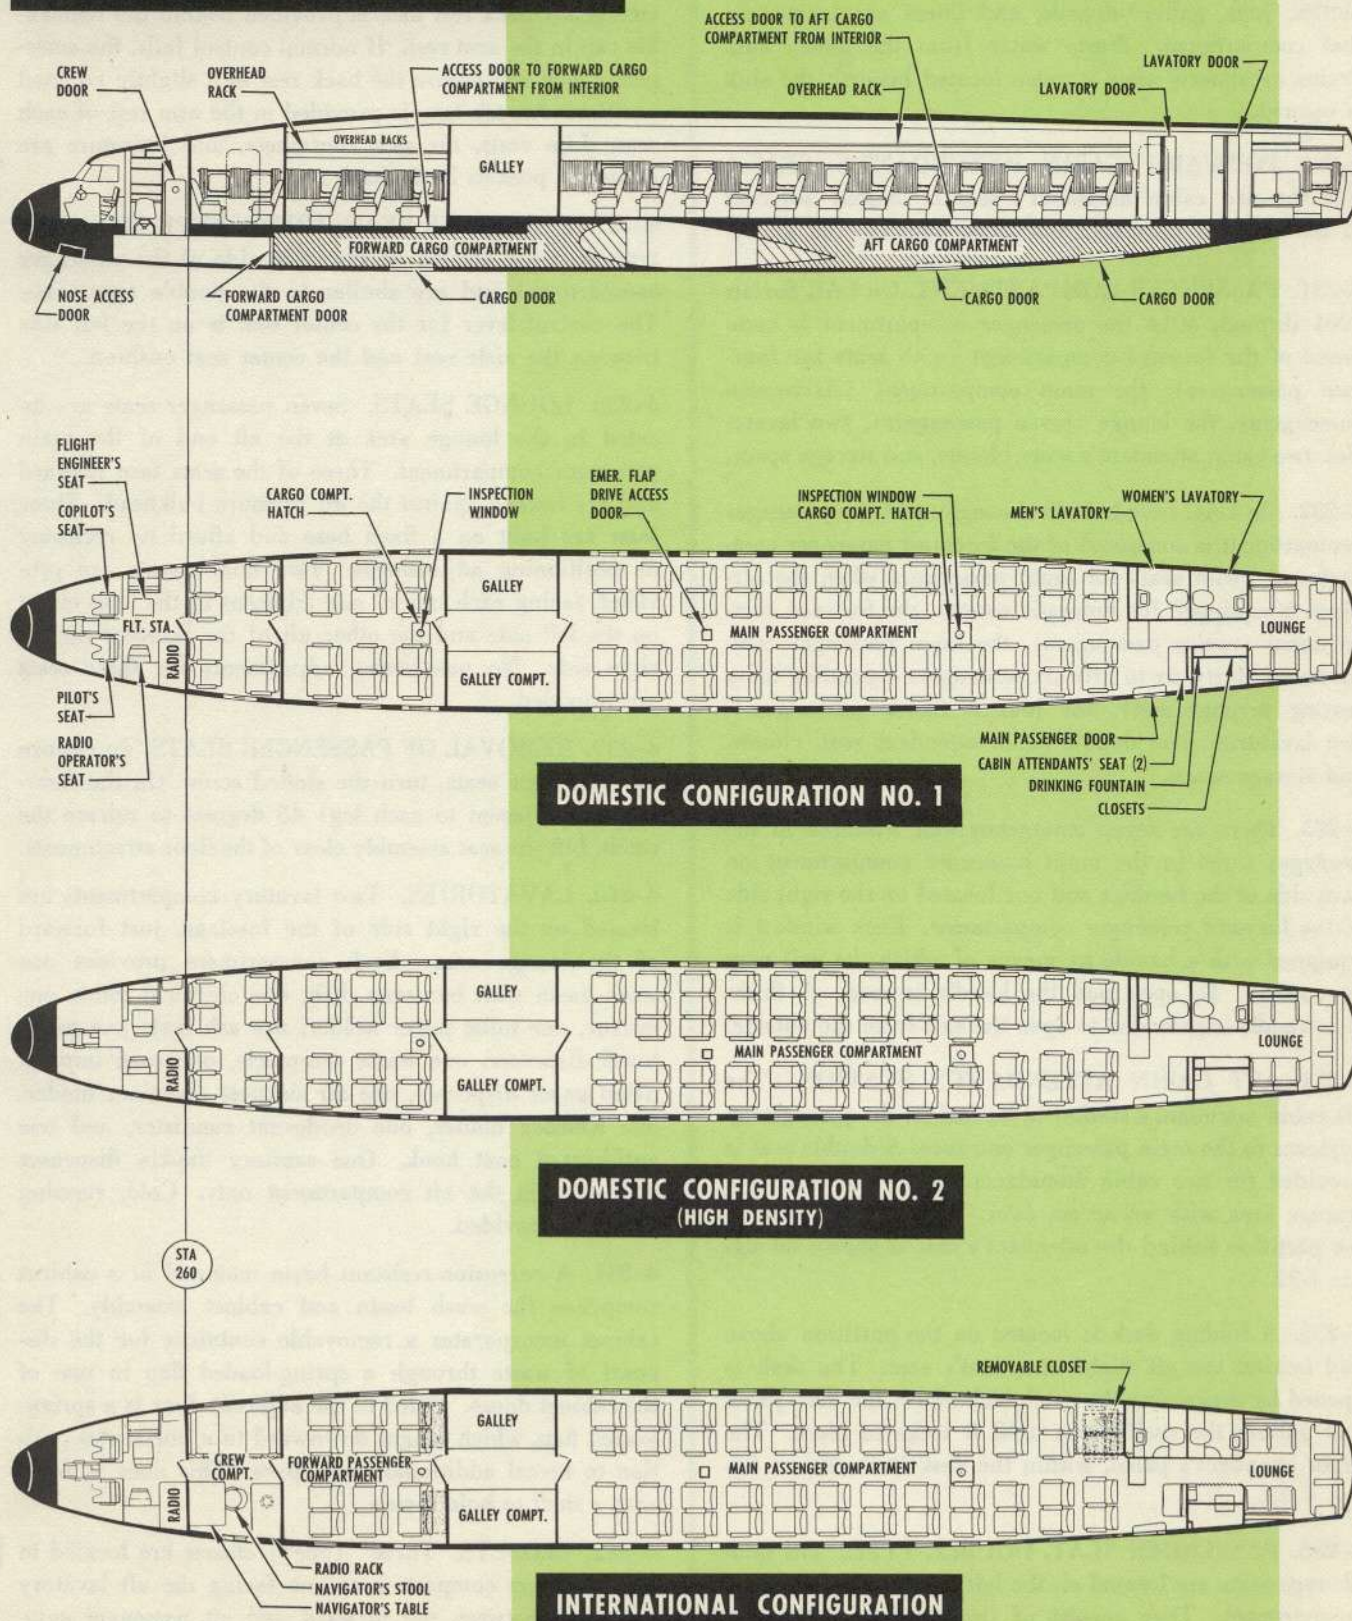 ACCESS DOOR TO AFT CARGO
COMPARTMENT FROM INTERIOR
CREW
DOOR
OVERHEAD
RACK
ACCESS DOOR TO FORWARD CARGO
COMPARTMENT FROM INTERIOR
OVERHEAD RACK
LAVATORY DOOR
LAVATORY DOOR
OVERHEAD RACKS
GALLEY
FORWARD CARGO COMPARTMENT
AFT CARGO COMPARTMENT
NOSE ACCESS
DOOR
FORWARD CARGO
COMPARTMENT DOOR
CARGO DOOR
CARGO DOOR
CARGO DOOR
FLIGHT
ENGINEER'S
SEAT
COPILOT'S
SEAT
CARGO COMPT.
HATCH
INSPECTION
WINDOW
EMER. FLAP
DRIVE ACCESS
DOOR
INSPECTION WINDOW
CARGO COMPT. HATCH
WOMEN'S LAVATORY
MEN'S LAVATORY
FLT. STA.
RADIO
GALLEY
GALLEY COMPT.
MAIN PASSENGER COMPARTMENT
LOUNGE
PILOT'S
SEAT
RADIO
OPERATOR'S
SEAT
MAIN PASSENGER DOOR
CABIN ATTENDANTS' SEAT (2)
DRINKING FOUNTAIN
CLOSETS
DOMESTIC CONFIGURATION NO. 1
RADIO
GALLEY
GALLEY COMPT.
MAIN PASSENGER COMPARTMENT
LOUNGE
DOMESTIC CONFIGURATION NO. 2
(HIGH DENSITY)
STA
260
REMOVABLE CLOSET
RADIO
CREW
COMPT.
FORWARD PASSENGER
COMPARTMENT
GALLEY
GALLEY COMPT.
MAIN PASSENGER COMPARTMENT
LOUNGE
RADIO RACK
NAVIGATOR'S STOOL
NAVIGATOR'S TABLE
INTERNATIONAL CONFIGURATION